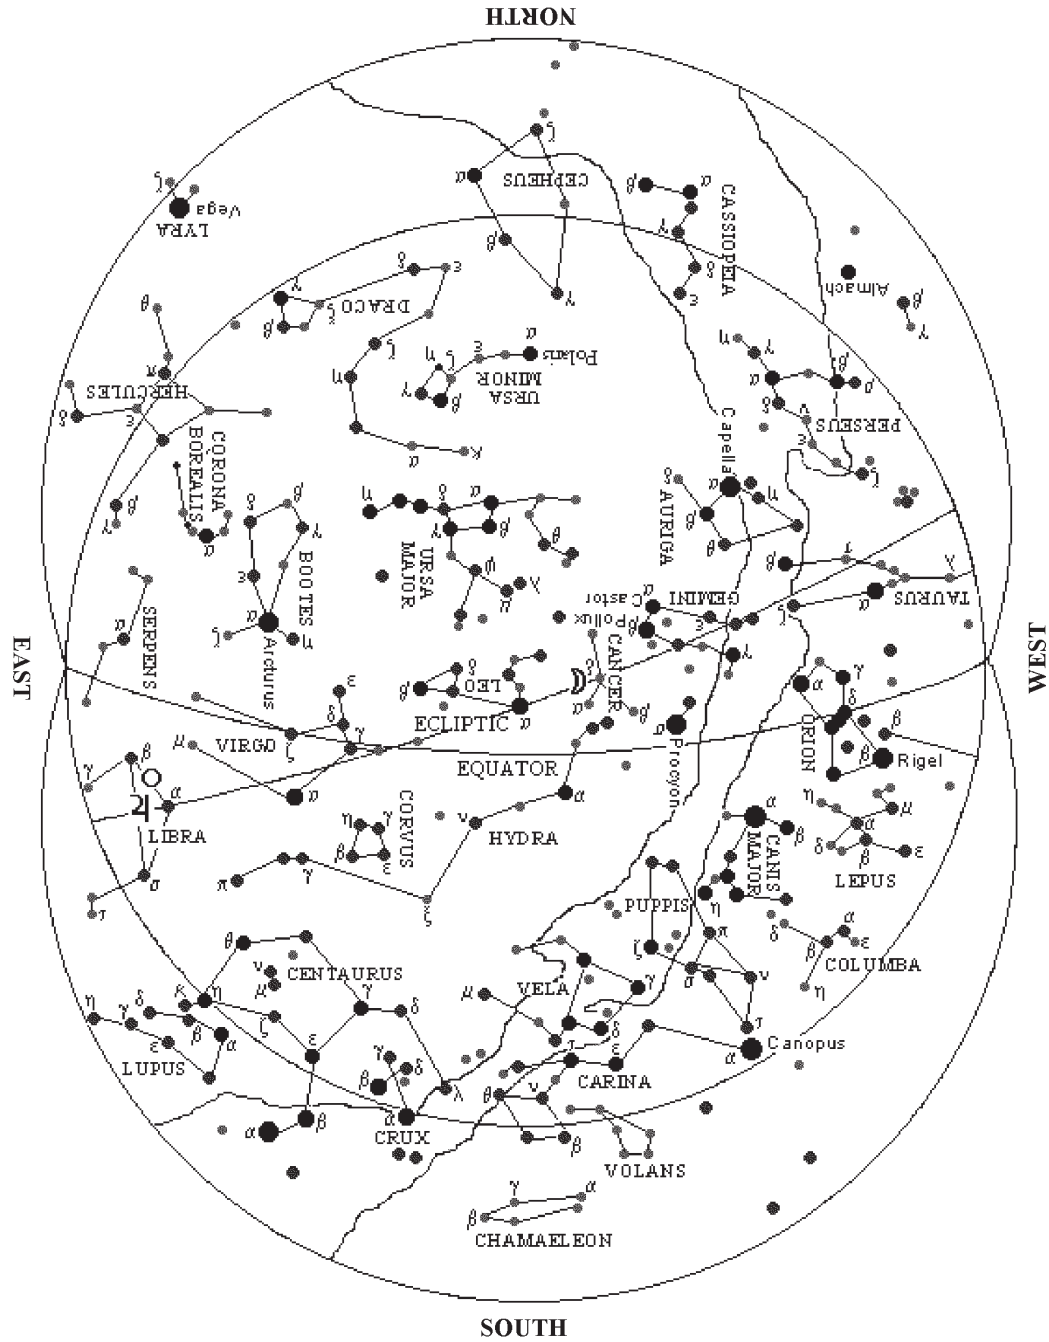 NORTH
ζ
α
CEPHEUS
β
γ
β
α
CASSIOPEIA
γ
δ
ε
ζ
Vega
LYRA
Almach
β
γ
δ
ε
γ
DRACO
ξ
β
ζ
η
α
κ
θ
π
HERCULES
δ
ε
β
γ
α
Polaris
ε
ζ
η
URSA
MINOR
γ
β
η
γ
α
β
ρ
δ
ν
PERSEUS
ε
ζ
Capella
α
η
AURIGA
β
θ
CORONA
BOREALIS
α
δ
β
γ
BOOTES
ε
α
ζ
η
Arcturus
η
δ
α
γ
β
URSA
MAJOR
θ
ψ
λ
μ
β
τ
λ
TAURUS
α
ζ
α
Castor
GEMINI
Pollux
β
ε
γ
SERPENS
α
EAST
WEST
CANCER
δ
α
β
δ
LEO
β
α
ECLIPTIC
EQUATOR
ε
δ
VIRGO
ζ
γ
μ
α
β
γ
α
LIBRA
σ
τ
α
Procyon
α
γ
δ
ORION
β
β
Rigel
CORVUS
η
γ
β
ε
α
ν
HYDRA
π
γ
ξ
α
CANIS
MAJOR
β
η
η
μ
α
δ
β
ε
LEPUS
PUPPIS
π
ζ
σ
ν
τ
δ
α
ε
COLUMBA
η
θ
ν
CENTAURUS
μ
κ
η
γ
δ
ζ
ε
λ
α
β
η
γ
δ
β
α
ε
LUPUS
VELA
μ
γ
δ
Canopus
α
ε
CARINA
ι
θ
ν
β
γ
δ
β
α
CRUX
VOLANS
γ
α
β
CHAMAELEON
SOUTH